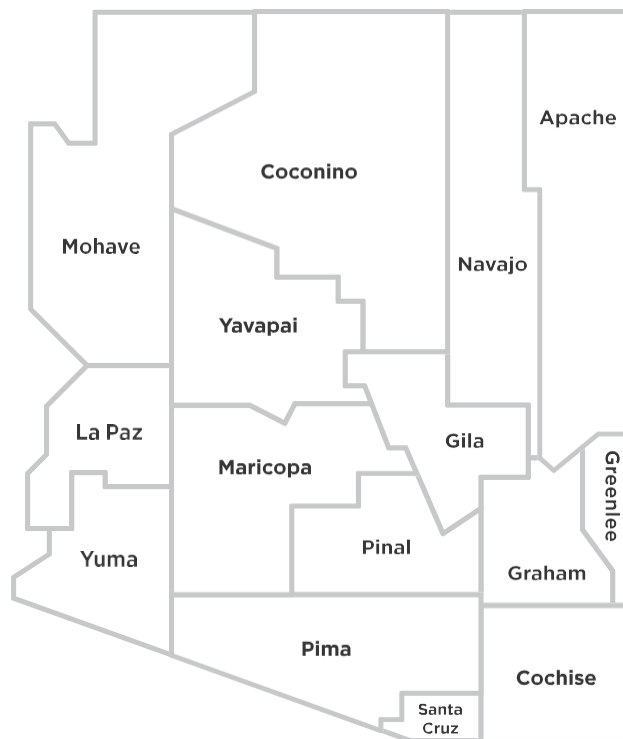 Apache
Coconino
Mohave
Navajo
Yavapai
La Paz
Gila
Maricopa
Greenlee
Pinal
Yuma
Graham
Pima
Cochise
Santa
Cruz